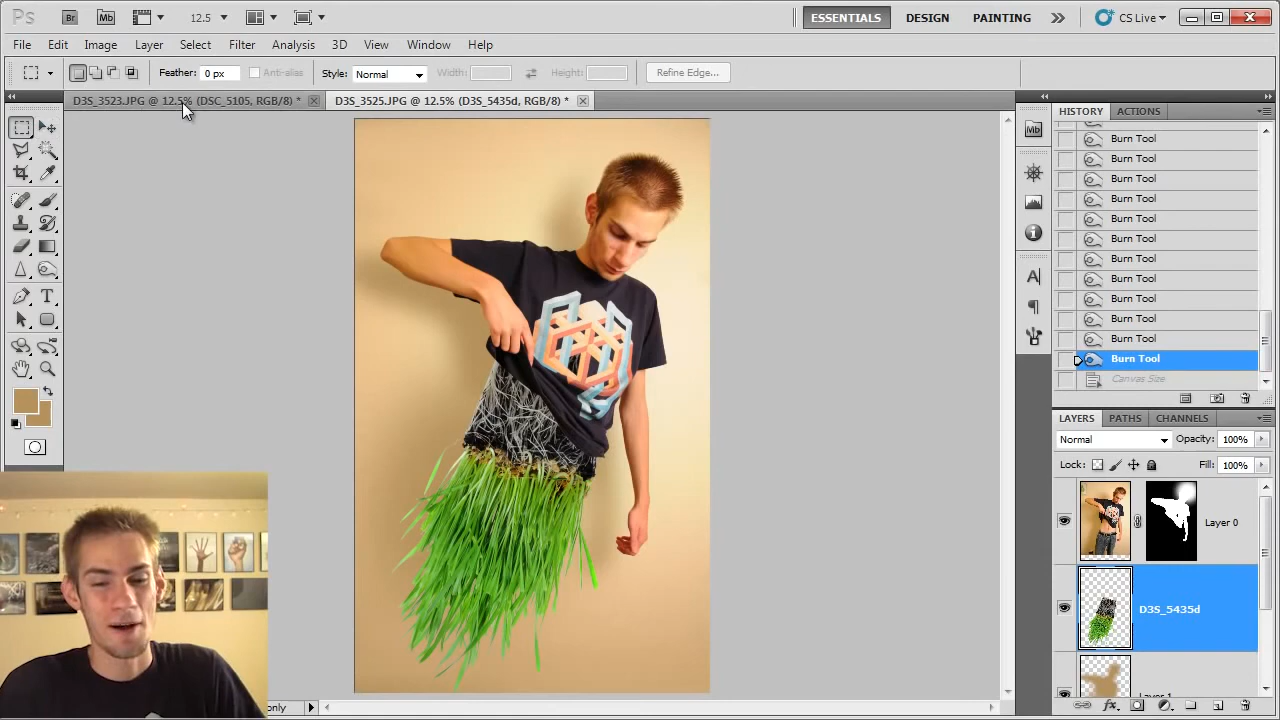 Ps Br Mb 12.5 ESSENTIALS DESIGN PAINTING CS Live
File Edit Image Layer Select Filter Analysis 3D View Window Help
Feather: 0 px Anti-alias Style: Normal Width: Height: Refine Edge...
D3S_3523.JPG @ 12.5% (DSC_5105, RGB/8) * D3S_3525.JPG @ 12.5% (D3S_5435d, RGB/8) *
HISTORY ACTIONS
Burn Tool
Burn Tool
Burn Tool
Burn Tool
Burn Tool
Burn Tool
Burn Tool
Burn Tool
Burn Tool
Burn Tool
Burn Tool
Burn Tool
Canvas Size
LAYERS PATHS CHANNELS
Normal Opacity: 100%
Lock: Fill: 100%
Layer 0
D3S_5435d
Layer 1
only